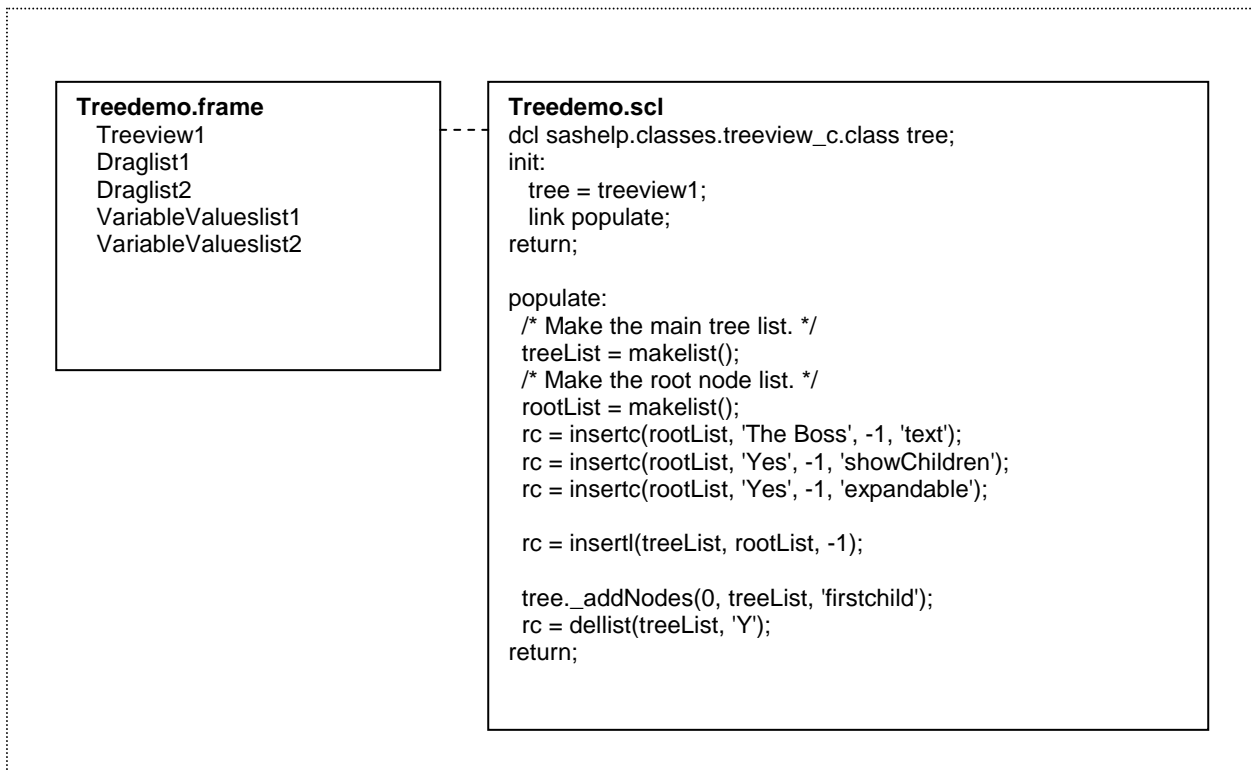 Treedemo.frame
Treeview1
Draglist1
Draglist2
VariableValueslist1
VariableValueslist2
Treedemo.scl
dcl sashelp.classes.treeview_c.class tree;
init:
tree = treeview1;
link populate;
return;
populate:
/* Make the main tree list. */
treeList = makelist();
/* Make the root node list. */
rootList = makelist();
rc = insertc(rootList, 'The Boss', -1, 'text');
rc = insertc(rootList, 'Yes', -1, 'showChildren');
rc = insertc(rootList, 'Yes', -1, 'expandable');
rc = insertl(treeList, rootList, -1);
tree._addNodes(0, treeList, 'firstchild');
rc = dellist(treeList, 'Y');
return;